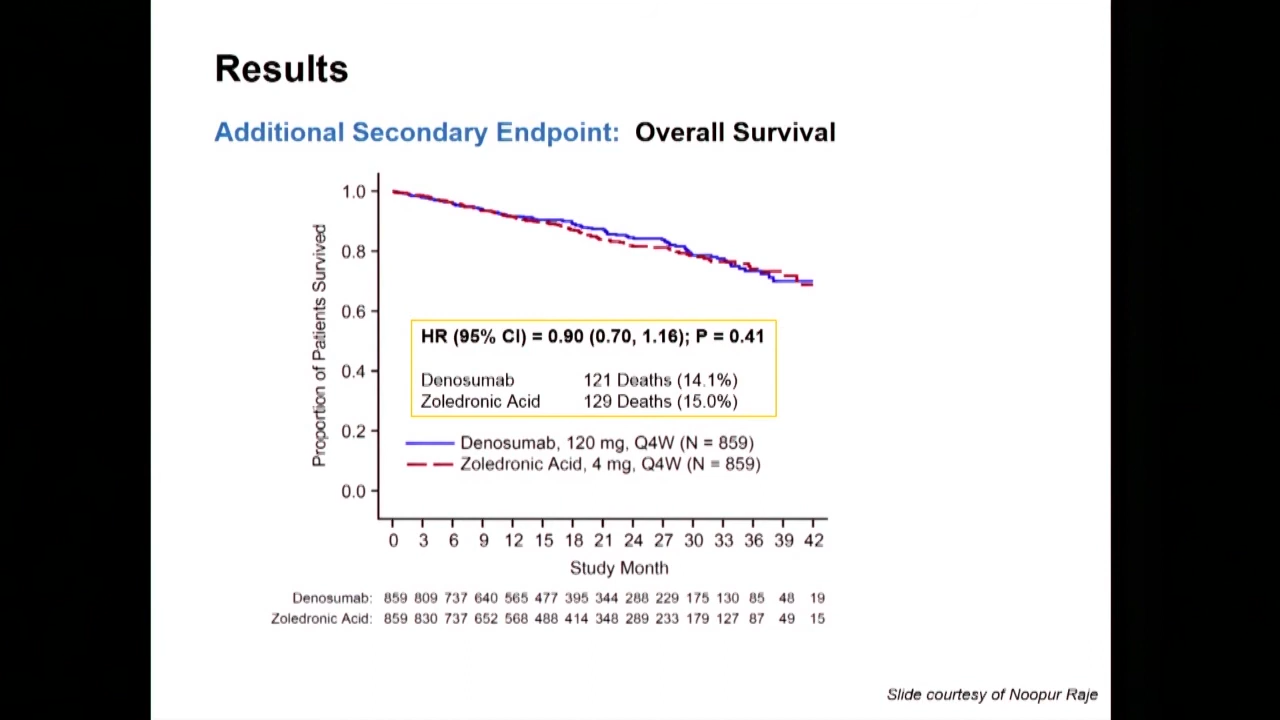 Results
Additional Secondary Endpoint: Overall Survival
Proportion of Patients Survived
1.0
0.8
0.6
0.4
0.2
0.0
HR (95% CI) = 0.90 (0.70, 1.16); P = 0.41
Denosumab 121 Deaths (14.1%)
Zoledronic Acid 129 Deaths (15.0%)
Denosumab, 120 mg, Q4W (N = 859)
Zoledronic Acid, 4 mg, Q4W (N = 859)
0 3 6 9 12 15 18 21 24 27 30 33 36 39 42
Study Month
Denosumab: 859 809 737 640 565 477 395 344 288 229 175 130 85 48 19
Zoledronic Acid: 859 830 737 652 568 488 414 348 289 233 179 127 87 49 15
Slide courtesy of Noopur Raje